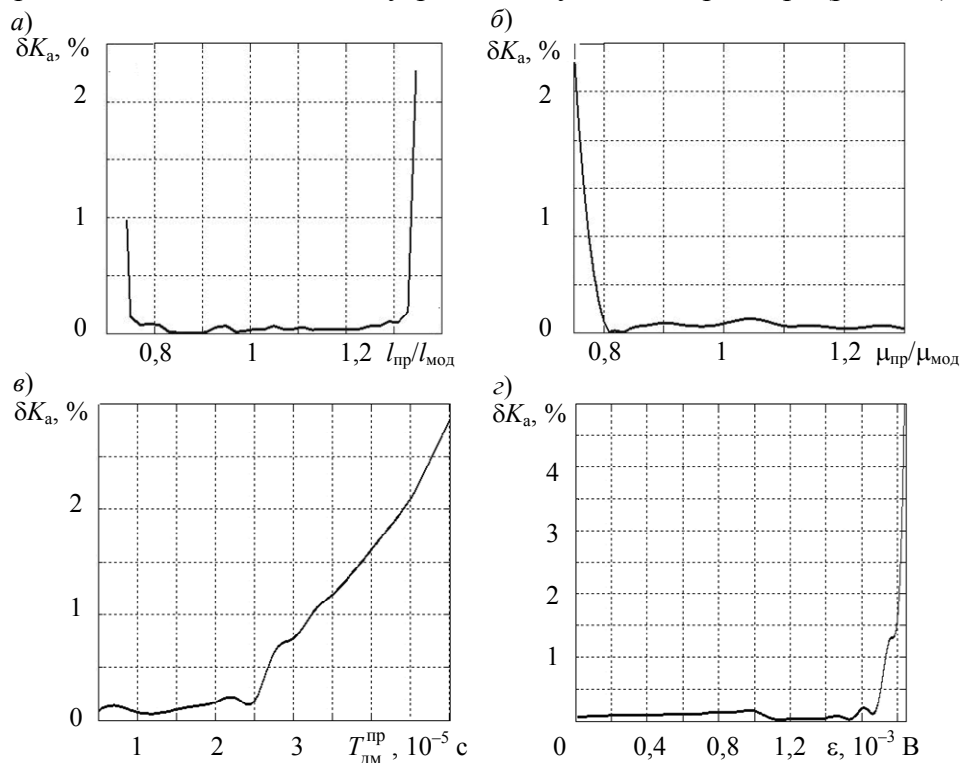 а)
δKа, %
2
1
0
0,8 1 1,2 lпр/lмод
б)
δKа, %
2
1
0
0,8 1 1,2 μпр/μмод
в)
δKа, %
2
1
0
1 2 3 Tдмпр, 10–5 с
г)
δKа, %
4
3
2
1
0 0,4 0,8 1,2 ε, 10–3 В